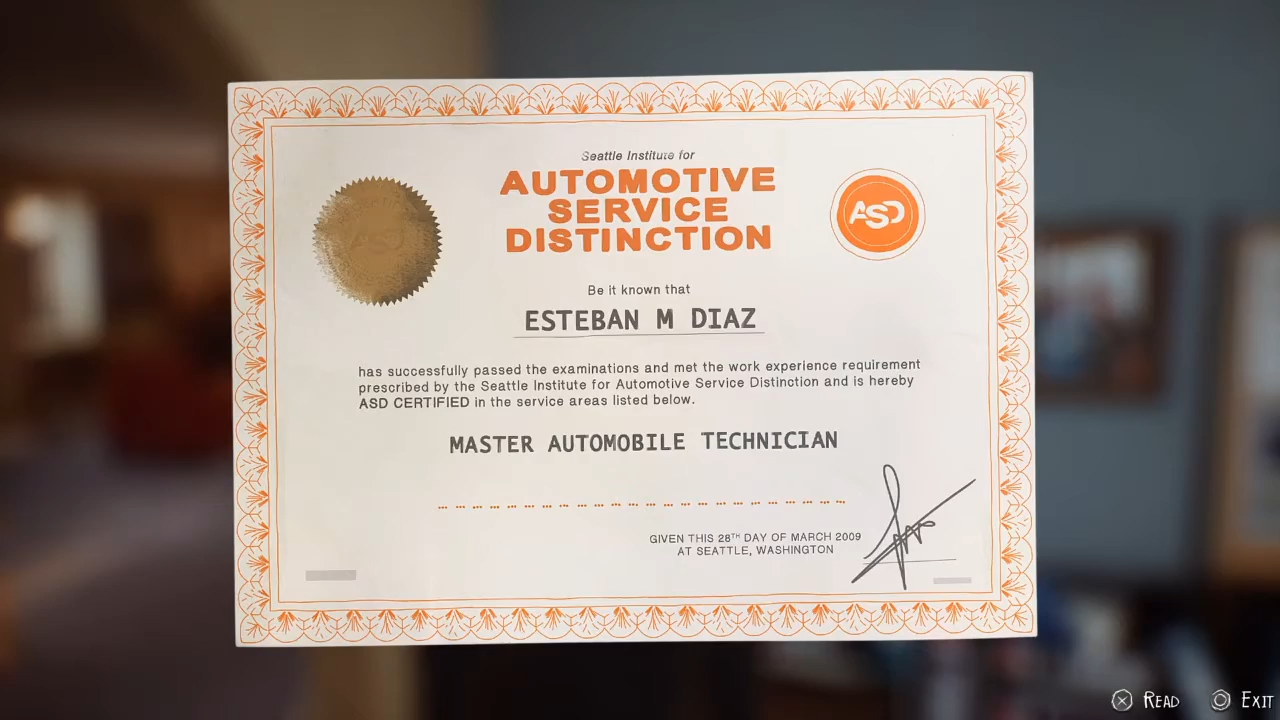 Seattle Institute for
AUTOMOTIVE
SERVICE
DISTINCTION
ASD
ASD
Be it known that
ESTEBAN M DIAZ
has successfully passed the examinations and met the work experience requirement
prescribed by the Seattle Institute for Automotive Service Distinction and is hereby
ASD CERTIFIED in the service areas listed below.
MASTER AUTOMOBILE TECHNICIAN
GIVEN THIS 28TH DAY OF MARCH 2009
AT SEATTLE, WASHINGTON
READ
EXIT